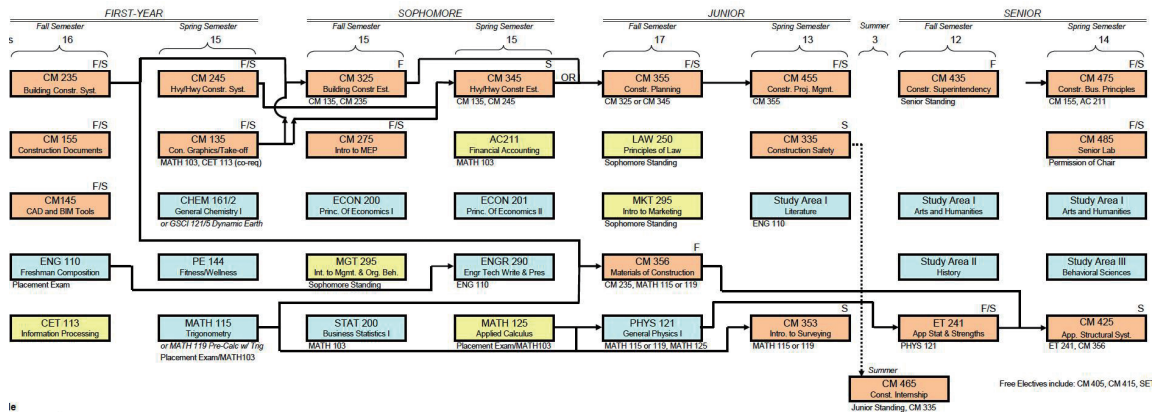 FIRST-YEAR SOPHOMORE JUNIOR SENIOR
Fall Semester Spring Semester Fall Semester Spring Semester Fall Semester Spring Semester Summer Fall Semester Spring Semester
s 16 15 15 15 17 13 3 12 14
F/S F/S F S F/S F/S F F/S
CM 235 CM 245 CM 325 CM 345 OR CM 355 CM 455 CM 435 CM 475
Building Constr. Syst. Hvy/Hwy Constr. Syst. Building Constr Est. Hvy/Hwy Constr Est. Constr. Planning Constr. Proj. Mgmt. Constr. Superintendency Constr. Bus. Principles
CM 135, CM 235 CM 135, CM 245 CM 325 or CM 345 CM 355 Senior Standing CM 155, AC 211
F/S F/S F/S S F/S
CM 155 CM 135 CM 275 AC211 LAW 250 CM 335 CM 485
Construction Documents Con. Graphics/Take-off Intro to MEP Financial Accounting Principles of Law Construction Safety Senior Lab
MATH 103, CET 113 (co-req) MATH 103 Sophomore Standing Permission of Chair
F/S
CM145 CHEM 161/2 ECON 200 ECON 201 MKT 295 Study Area I Study Area I Study Area I
CAD and BIM Tools General Chemistry I Princ. Of Economics I Princ. Of Economics II Intro to Marketing Literature Arts and Humanities Arts and Humanities
or GSCI 121/5 Dynamic Earth Sophomore Standing ENG 110
F
ENG 110 PE 144 MGT 295 ENGR 290 CM 356 Study Area II Study Area III
Freshman Composition Fitness/Wellness Int. to Mgmt. & Org. Beh. Engr Tech Write & Pres Materials of Construction History Behavioral Sciences
Placement Exam Sophomore Standing ENG 110 CM 235, MATH 115 or 119
S F/S S
CET 113 MATH 115 STAT 200 MATH 125 PHYS 121 CM 353 ET 241 CM 425
Information Processing Trigonometry Business Statistics I Applied Calculus General Physics I Intro. to Surveying App Stat & Strengths App. Structural Syst.
or MATH 119 Pre-Calc w/ Trig MATH 103 Placement Exam/MATH103 MATH 115 or 119, MATH 125 MATH 115 or 119 PHYS 121 ET 241, CM 356
Placement Exam/MATH103
Summer
CM 465
Const. Internship
Junior Standing, CM 335
Free Electives include: CM 405, CM 415, SET
le